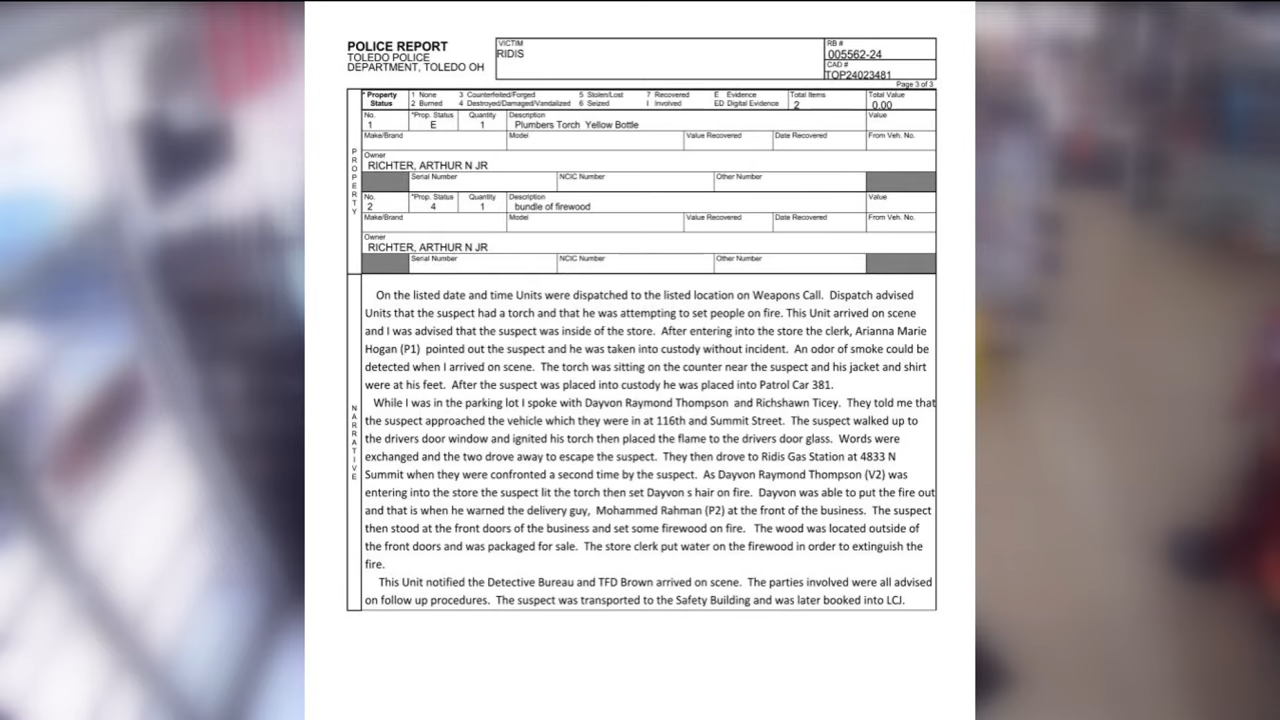 POLICE REPORT
TOLEDO POLICE
DEPARTMENT, TOLEDO OH
VICTIM
RIDIS
RB #
005562-24
CAD #
TOP24023481
Page 3 of 3
* Property Status 1 None 3 Counterfeited/Forged 5 Stolen/Lost 7 Recovered E Evidence Total Items Total Value
2 Burned 4 Destroyed/Damaged/Vandalized 6 Seized I Involved ED Digital Evidence 2 0.00
No. *Prop. Status Quantity Description Value
1 E 1 Plumbers Torch Yellow Bottle
Make/Brand Model Value Recovered Date Recovered From Veh. No.
Owner
RICHTER, ARTHUR N JR
Serial Number NCIC Number Other Number
No. *Prop. Status Quantity Description Value
2 4 1 bundle of firewood
Make/Brand Model Value Recovered Date Recovered From Veh. No.
Owner
RICHTER, ARTHUR N JR
Serial Number NCIC Number Other Number
PROPERTY
NARRATIVE
On the listed date and time Units were dispatched to the listed location on Weapons Call. Dispatch advised
Units that the suspect had a torch and that he was attempting to set people on fire. This Unit arrived on scene
and I was advised that the suspect was inside of the store. After entering into the store the clerk, Arianna Marie
Hogan (P1) pointed out the suspect and he was taken into custody without incident. An odor of smoke could be
detected when I arrived on scene. The torch was sitting on the counter near the suspect and his jacket and shirt
were at his feet. After the suspect was placed into custody he was placed into Patrol Car 381.
While I was in the parking lot I spoke with Dayvon Raymond Thompson and Richshawn Ticey. They told me that
the suspect approached the vehicle which they were in at 116th and Summit Street. The suspect walked up to
the drivers door window and ignited his torch then placed the flame to the drivers door glass. Words were
exchanged and the two drove away to escape the suspect. They then drove to Ridis Gas Station at 4833 N
Summit when they were confronted a second time by the suspect. As Dayvon Raymond Thompson (V2) was
entering into the store the suspect lit the torch then set Dayvon s hair on fire. Dayvon was able to put the fire out
and that is when he warned the delivery guy, Mohammed Rahman (P2) at the front of the business. The suspect
then stood at the front doors of the business and set some firewood on fire. The wood was located outside of
the front doors and was packaged for sale. The store clerk put water on the firewood in order to extinguish the
fire.
This Unit notified the Detective Bureau and TFD Brown arrived on scene. The parties involved were all advised
on follow up procedures. The suspect was transported to the Safety Building and was later booked into LCJ.